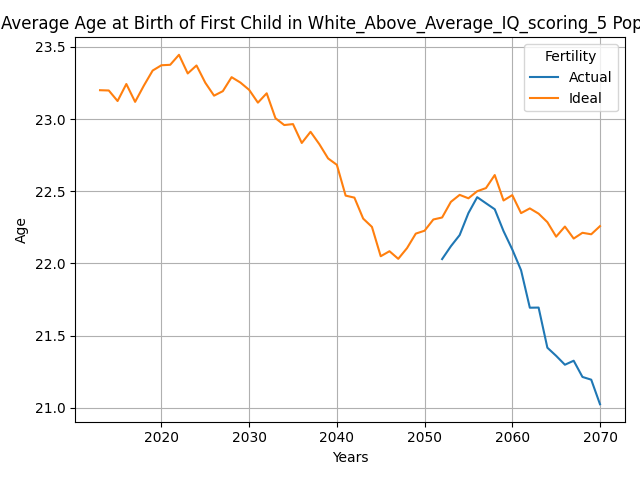 Average Age at Birth of First Child in White_Above_Average_IQ_scoring_5 Pop
23.5
23.0
22.5
22.0
21.5
21.0
Age
Fertility
Actual
Ideal
2020 2030 2040 2050 2060 2070
Years